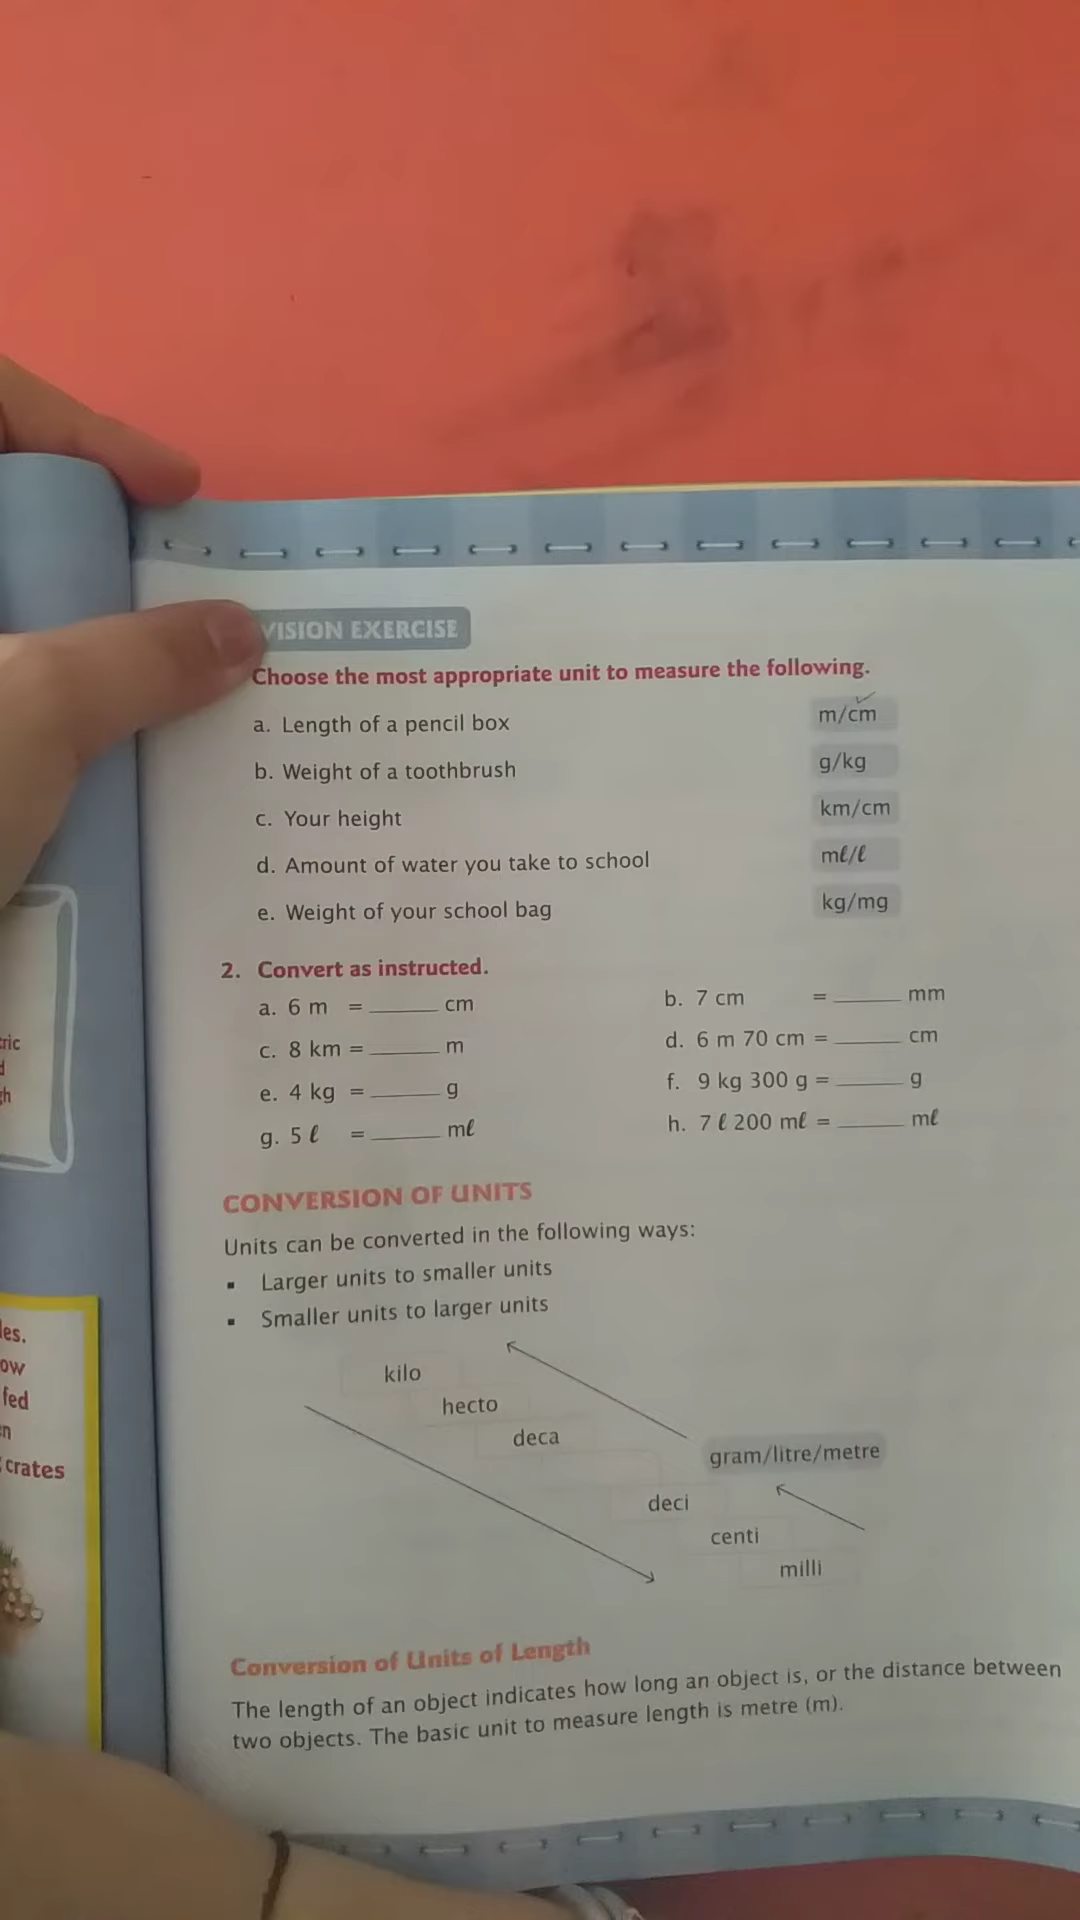 VISION EXERCISE
Choose the most appropriate unit to measure the following.
a. Length of a pencil box m/cm
b. Weight of a toothbrush g/kg
c. Your height km/cm
d. Amount of water you take to school mℓ/ℓ
e. Weight of your school bag kg/mg
2. Convert as instructed.
a. 6 m = ______ cm b. 7 cm = ______ mm
c. 8 km = ______ m d. 6 m 70 cm = ______ cm
e. 4 kg = ______ g f. 9 kg 300 g = ______ g
g. 5 ℓ = ______ mℓ h. 7 ℓ 200 mℓ = ______ mℓ
CONVERSION OF UNITS
Units can be converted in the following ways:
▪ Larger units to smaller units
▪ Smaller units to larger units
kilo
hecto
deca
gram/litre/metre
deci
centi
milli
Conversion of Units of Length
The length of an object indicates how long an object is, or the distance between
two objects. The basic unit to measure length is metre (m).
tric
les.
ow
fed
crates